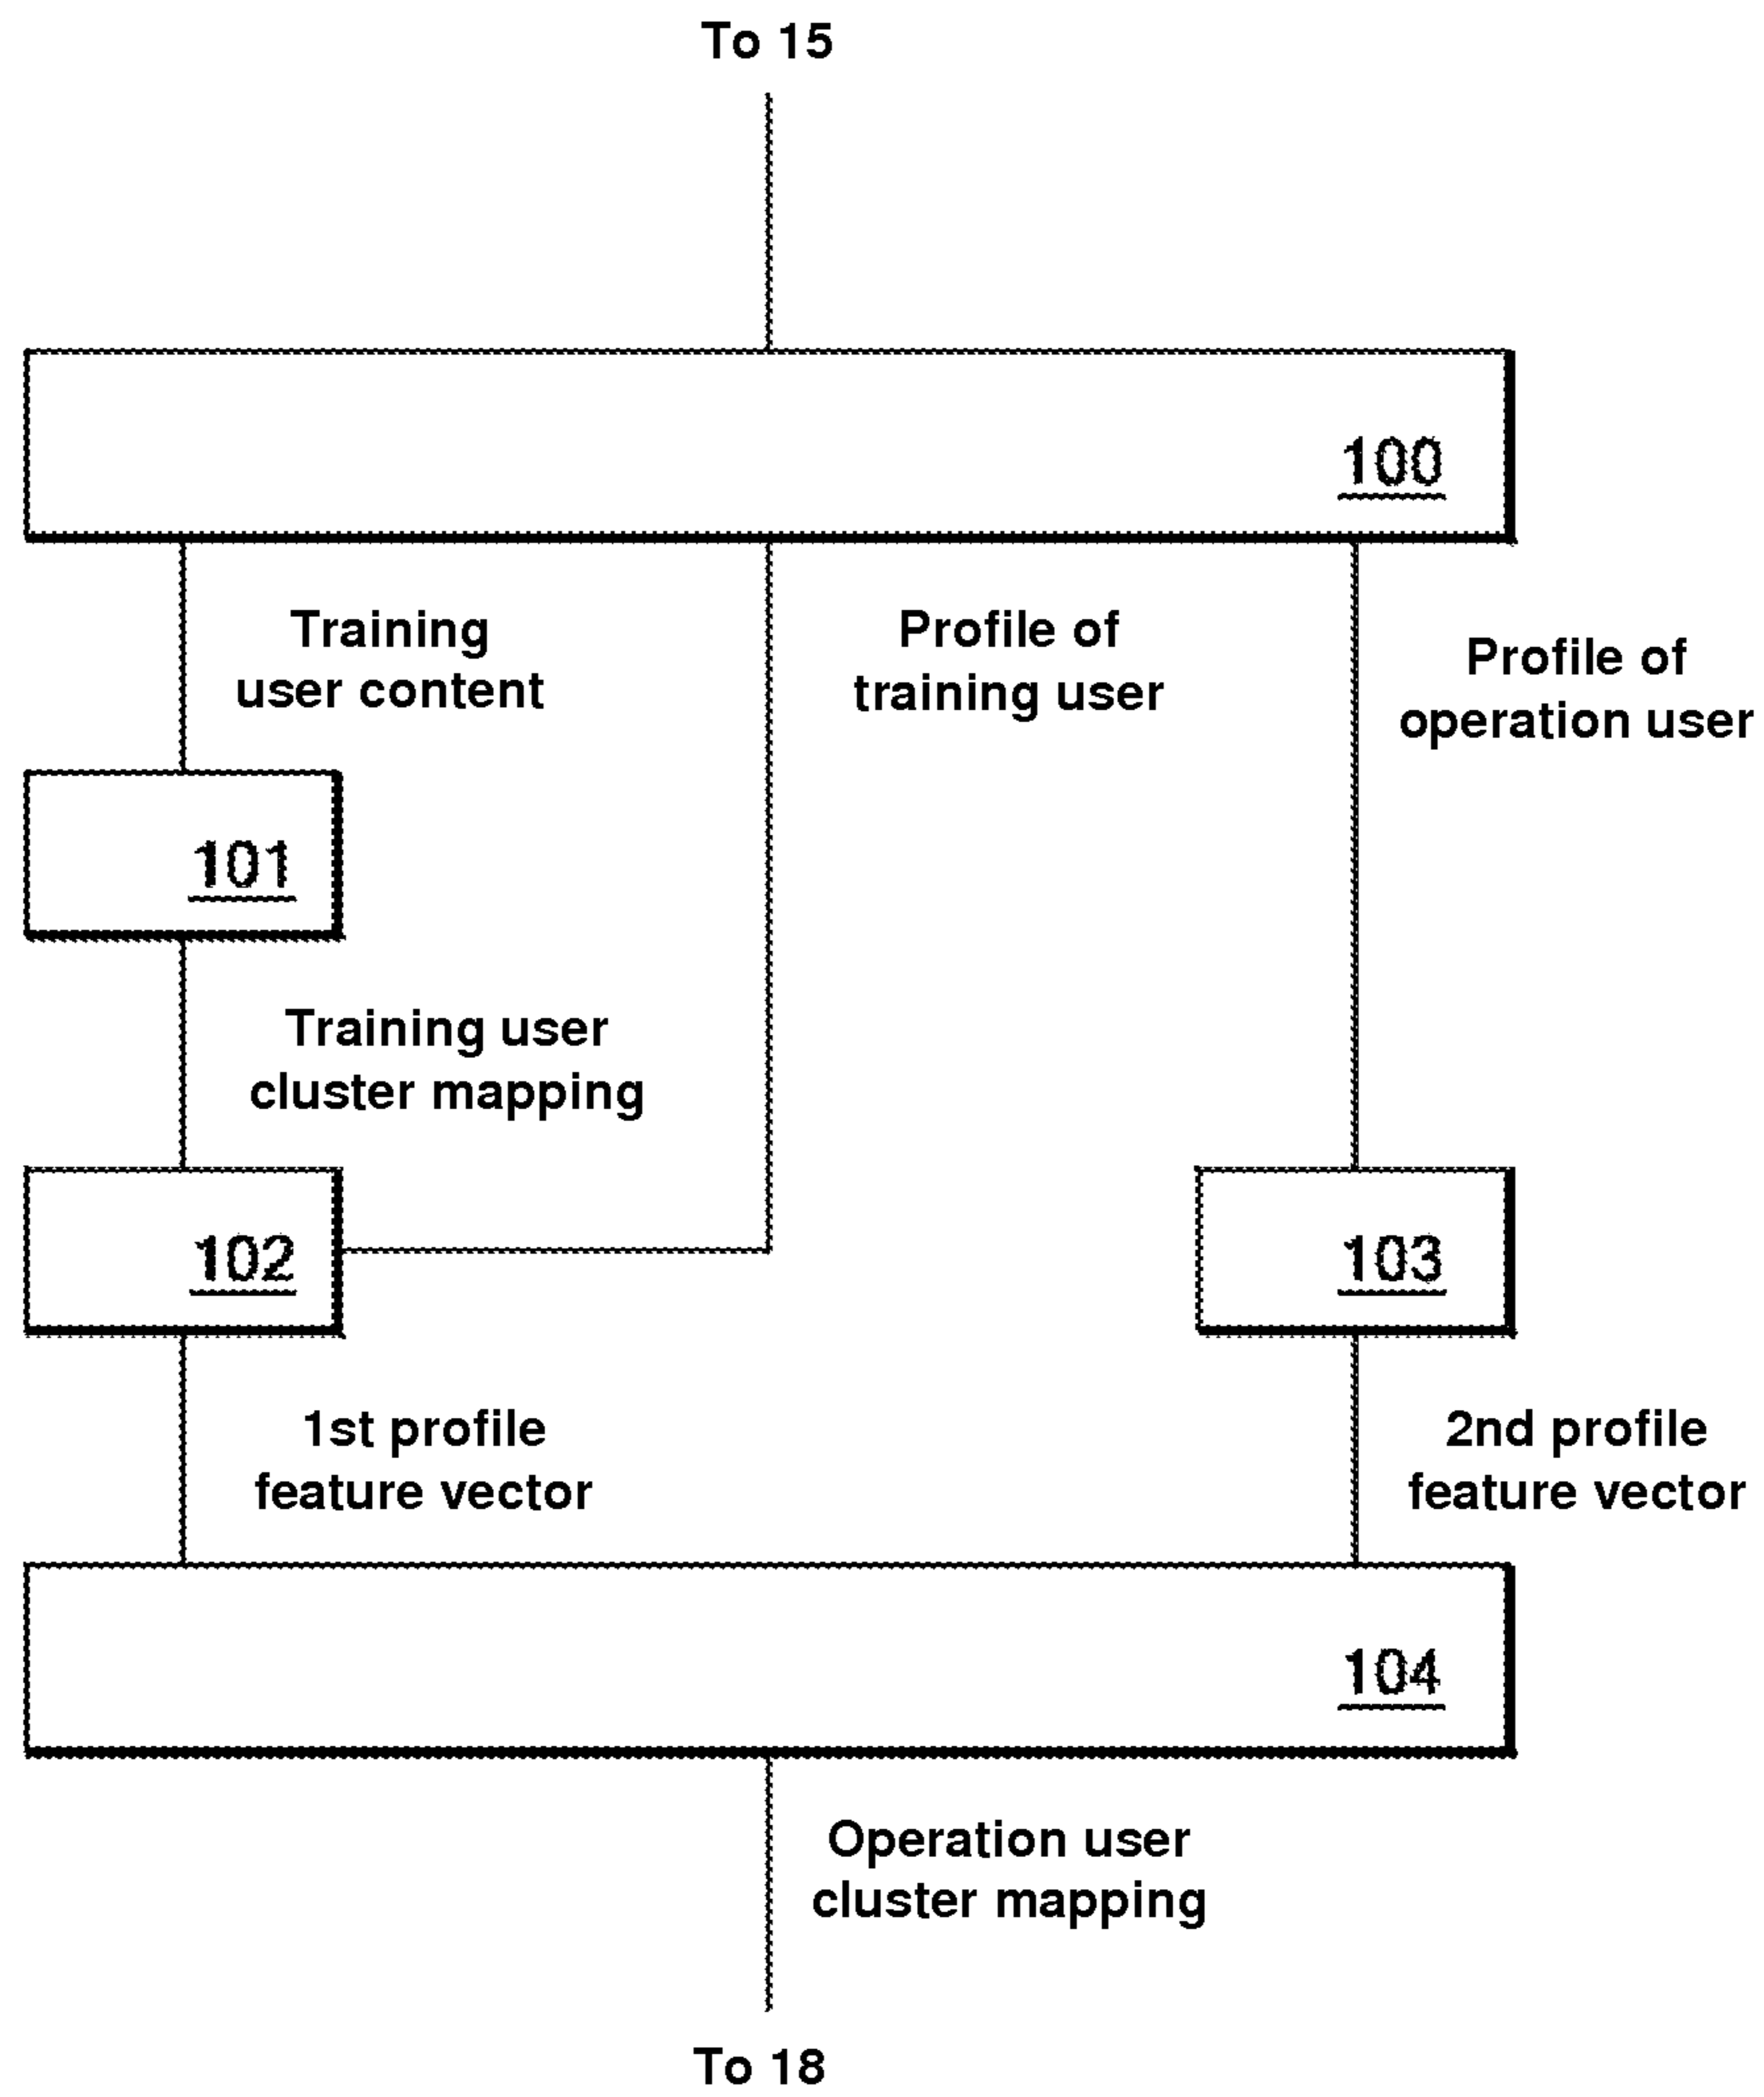 To 15
100
Training
user content
Profile of
training user
Profile of
operation user
101
Training user
cluster mapping
102
103
1st profile
feature vector
2nd profile
feature vector
104
Operation user
cluster mapping
To 18